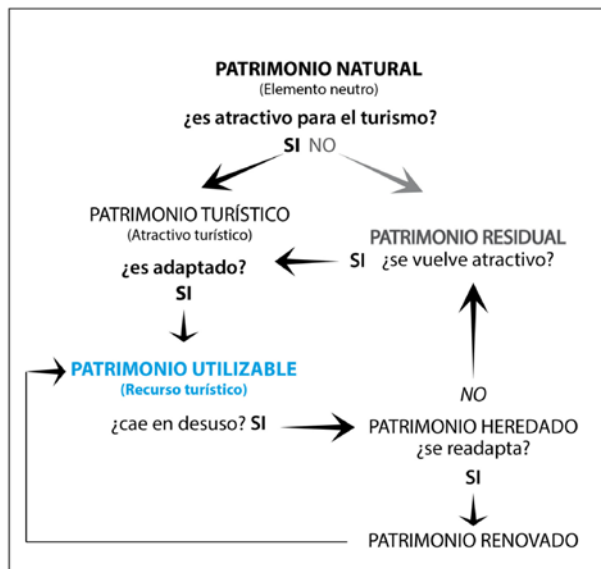 PATRIMONIO NATURAL
(Elemento neutro)
¿es atractivo para el turismo?
SI NO
PATRIMONIO TURÍSTICO
(Atractivo turístico)
¿es adaptado?
SI
PATRIMONIO RESIDUAL
SI ¿se vuelve atractivo?
PATRIMONIO UTILIZABLE
(Recurso turístico)
¿cae en desuso? SI
NO
PATRIMONIO HEREDADO
¿se readapta?
SI
PATRIMONIO RENOVADO